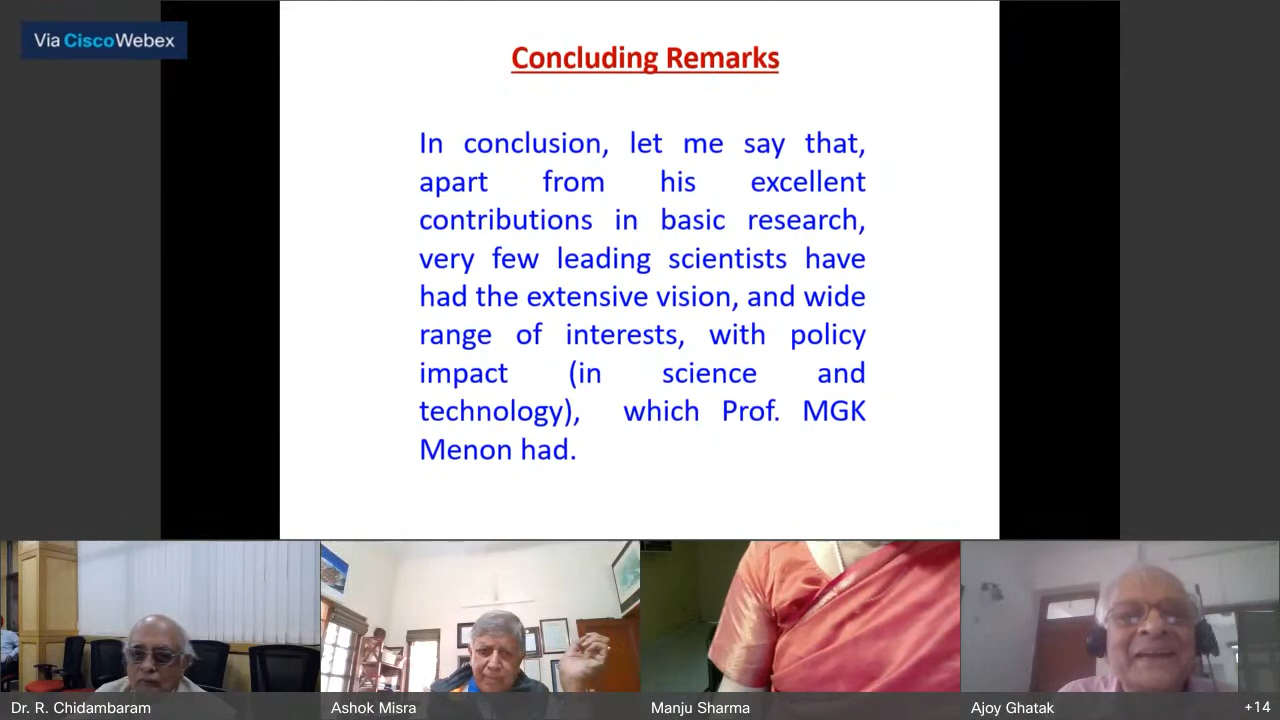 Via CiscoWebex
Concluding Remarks
In conclusion, let me say that,
apart from his excellent
contributions in basic research,
very few leading scientists have
had the extensive vision, and wide
range of interests, with policy
impact (in science and
technology), which Prof. MGK
Menon had.
Dr. R. Chidambaram
Ashok Misra
Manju Sharma
Ajoy Ghatak
+14